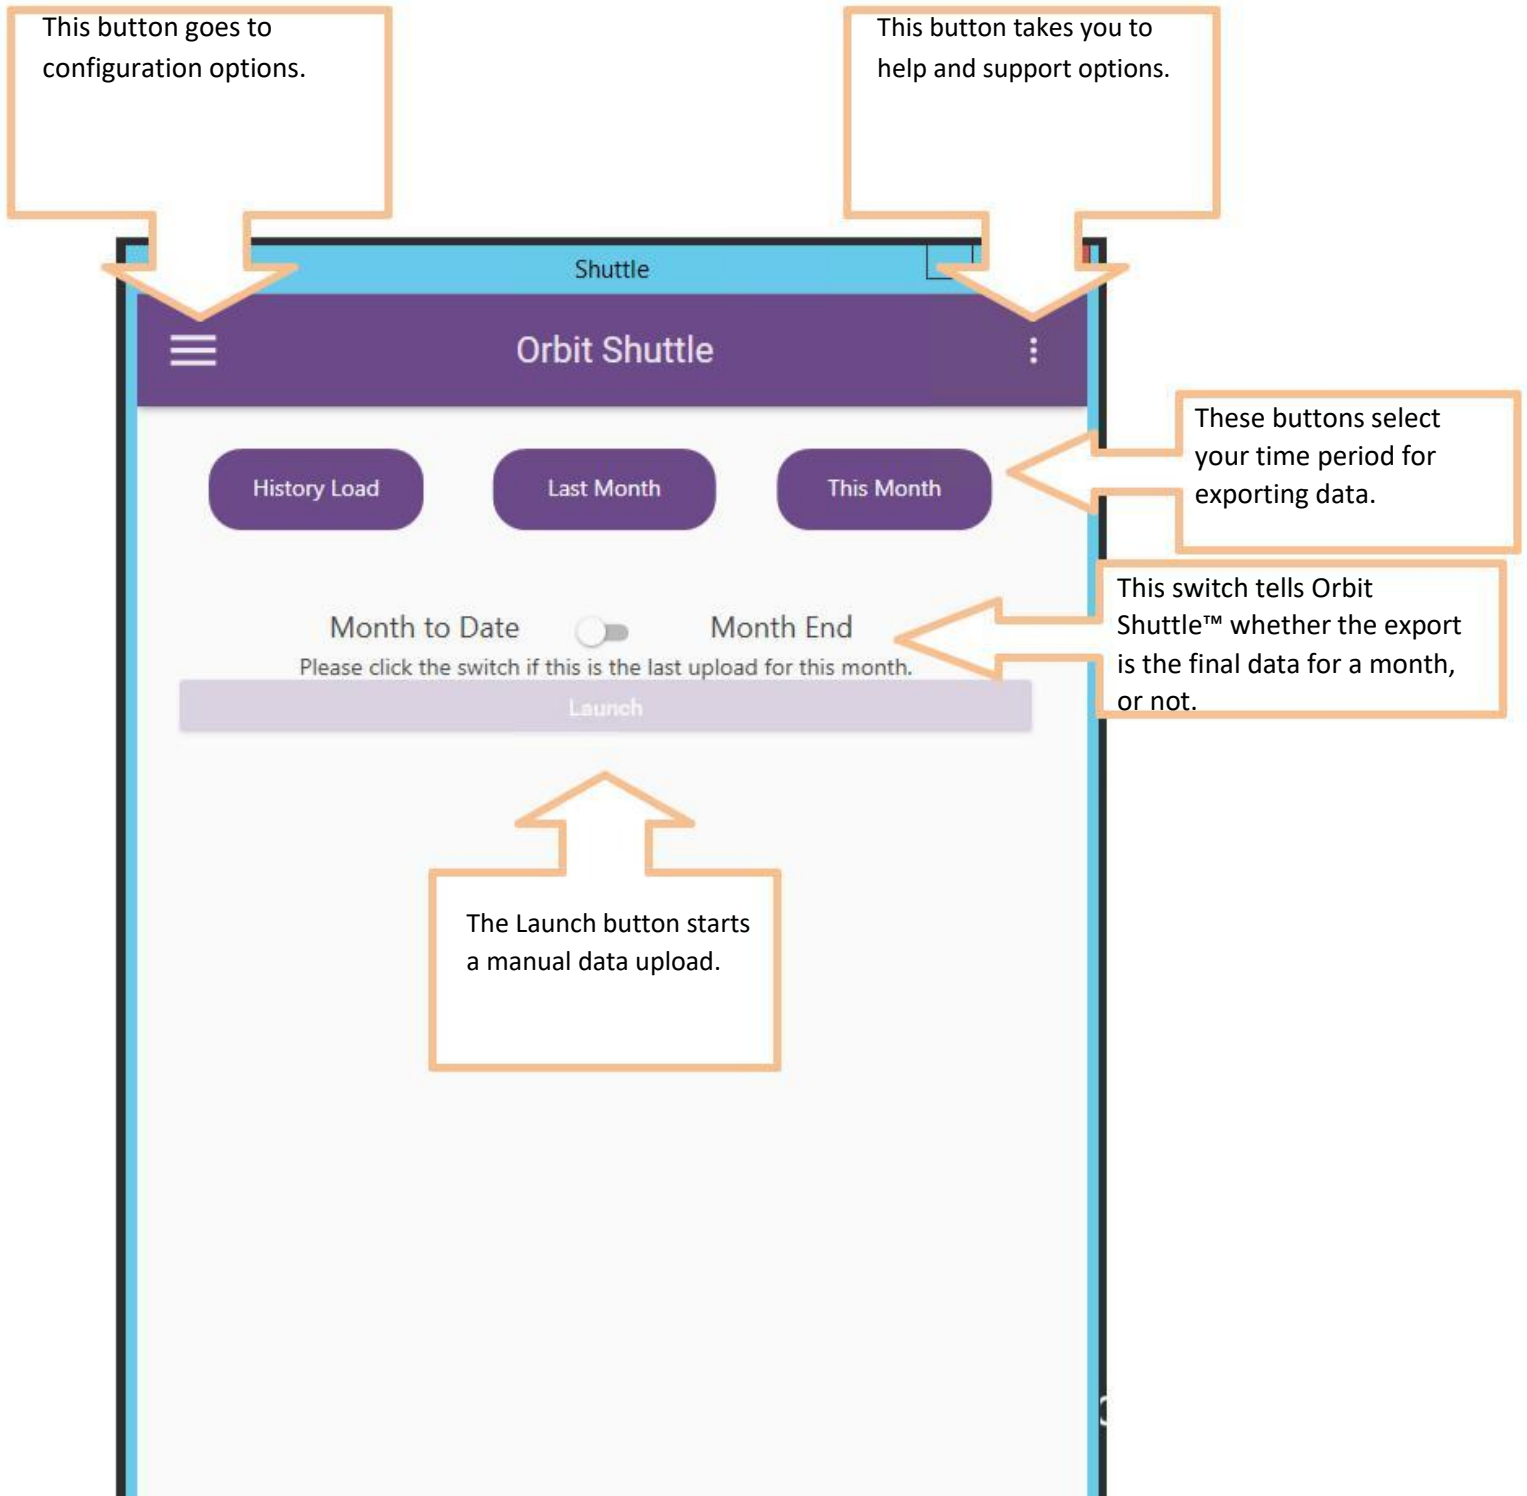 This button goes to
configuration options.
This button takes you to
help and support options.
Shuttle
Orbit Shuttle
History Load
Last Month
This Month
These buttons select
your time period for
exporting data.
Month to Date
Month End
Please click the switch if this is the last upload for this month.
This switch tells Orbit
Shuttle™ whether the export
is the final data for a month,
or not.
Launch
The Launch button starts
a manual data upload.